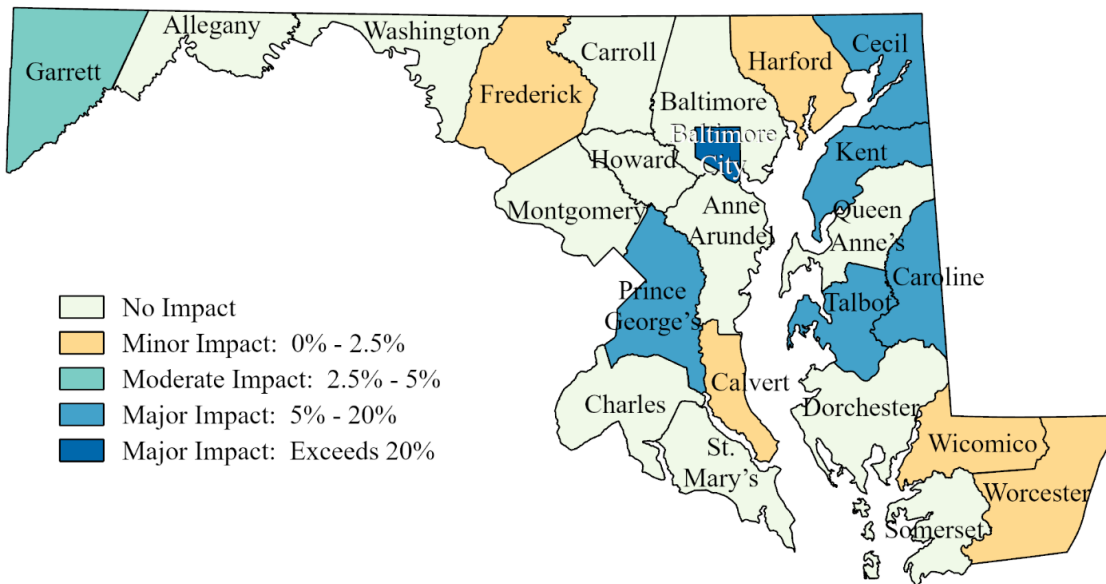 Allegany
Washington
Cecil
Garrett
Carroll
Harford
Frederick
Baltimore
Baltimore
City
Howard
Kent
Montgomery
Anne
Arundel
Queen
Anne's
Prince
George's
Talbot
Caroline
Calvert
Charles
Dorchester
St.
Mary's
Wicomico
Worcester
Somerset
No Impact
Minor Impact: 0% - 2.5%
Moderate Impact: 2.5% - 5%
Major Impact: 5% - 20%
Major Impact: Exceeds 20%